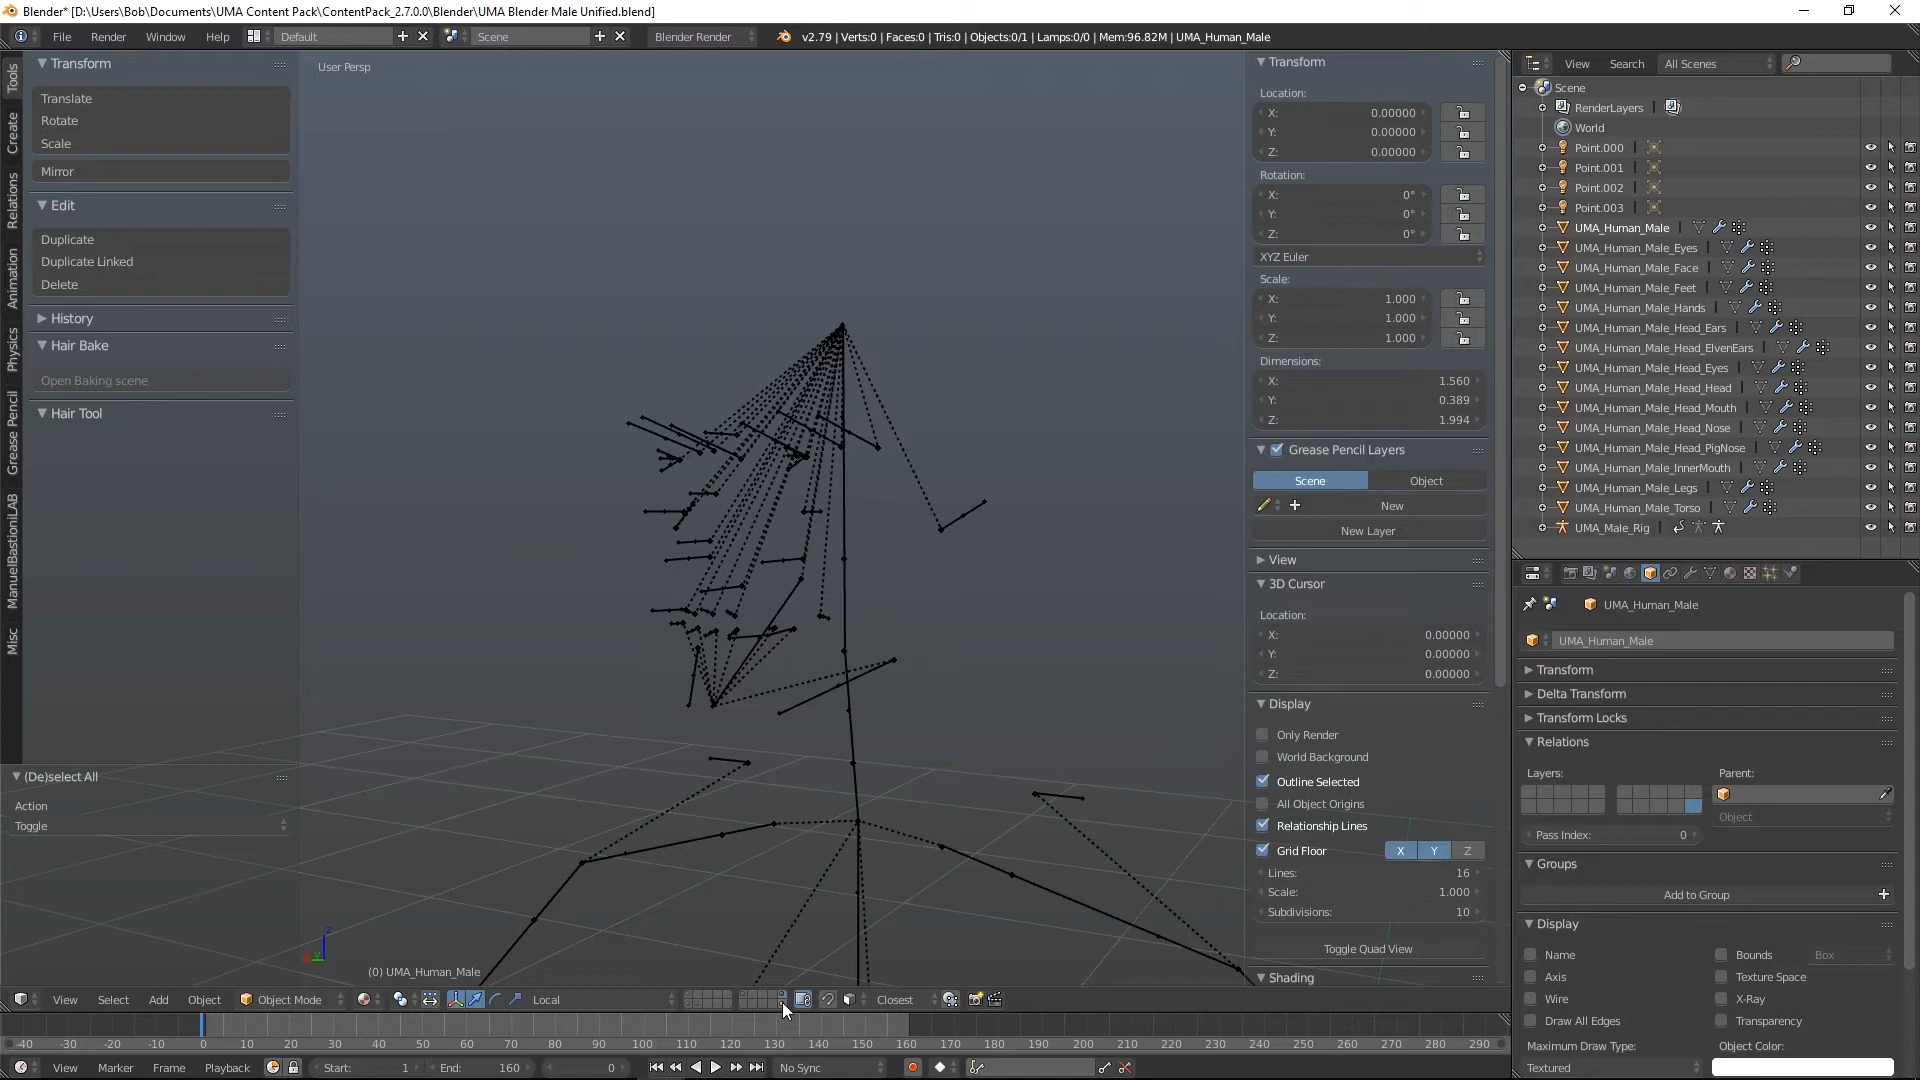 Blender* [D:\Users\Bob\Documents\UMA Content Pack\ContentPack_2.7.0.0\Blender\UMA Blender Male Unified.blend]
File Render Window Help Default Scene Blender Render v2.79 | Verts:0 | Faces:0 | Tris:0 | Objects:0/1 | Lamps:0/0 | Mem:96.82M | UMA_Human_Male
Tools
Create
Relations
Animation
Physics
Grease Pencil
ManuelBastioniLAB
Misc
Transform
Translate
Rotate
Scale
Mirror
Edit
Duplicate
Duplicate Linked
Delete
History
Hair Bake
Open Baking scene
Hair Tool
(De)select All
Action
Toggle
User Persp
(0) UMA_Human_Male
z
y
Transform
Location:
X: 0.00000
Y: 0.00000
Z: 0.00000
Rotation:
X: 0°
Y: 0°
Z: 0°
XYZ Euler
Scale:
X: 1.000
Y: 1.000
Z: 1.000
Dimensions:
X: 1.560
Y: 0.389
Z: 1.994
Grease Pencil Layers
Scene Object
New
New Layer
View
3D Cursor
Location:
X: 0.00000
Y: 0.00000
Z: 0.00000
Display
Only Render
World Background
Outline Selected
All Object Origins
Relationship Lines
Grid Floor X Y Z
Lines: 16
Scale: 1.000
Subdivisions: 10
Toggle Quad View
Shading
View Search All Scenes
Scene
RenderLayers
World
Point.000
Point.001
Point.002
Point.003
UMA_Human_Male
UMA_Human_Male_Eyes
UMA_Human_Male_Face
UMA_Human_Male_Feet
UMA_Human_Male_Hands
UMA_Human_Male_Head_Ears
UMA_Human_Male_Head_ElvenEars
UMA_Human_Male_Head_Eyes
UMA_Human_Male_Head_Head
UMA_Human_Male_Head_Mouth
UMA_Human_Male_Head_Nose
UMA_Human_Male_Head_PigNose
UMA_Human_Male_InnerMouth
UMA_Human_Male_Legs
UMA_Human_Male_Torso
UMA_Male_Rig
UMA_Human_Male
UMA_Human_Male
Transform
Delta Transform
Transform Locks
Relations
Layers: Parent:
Object
Pass Index: 0
Groups
Add to Group
Display
Name Bounds Box
Axis Texture Space
Wire X-Ray
Draw All Edges Transparency
Maximum Draw Type: Object Color:
Textured
View Select Add Object Object Mode Local Closest
-40 -30 -20 -10 0 10 20 30 40 50 60 70 80 90 100 110 120 130 140 150 160 170 180 190 200 210 220 230 240 250 260 270 280 290
View Marker Frame Playback Start: 1 End: 160 0 No Sync